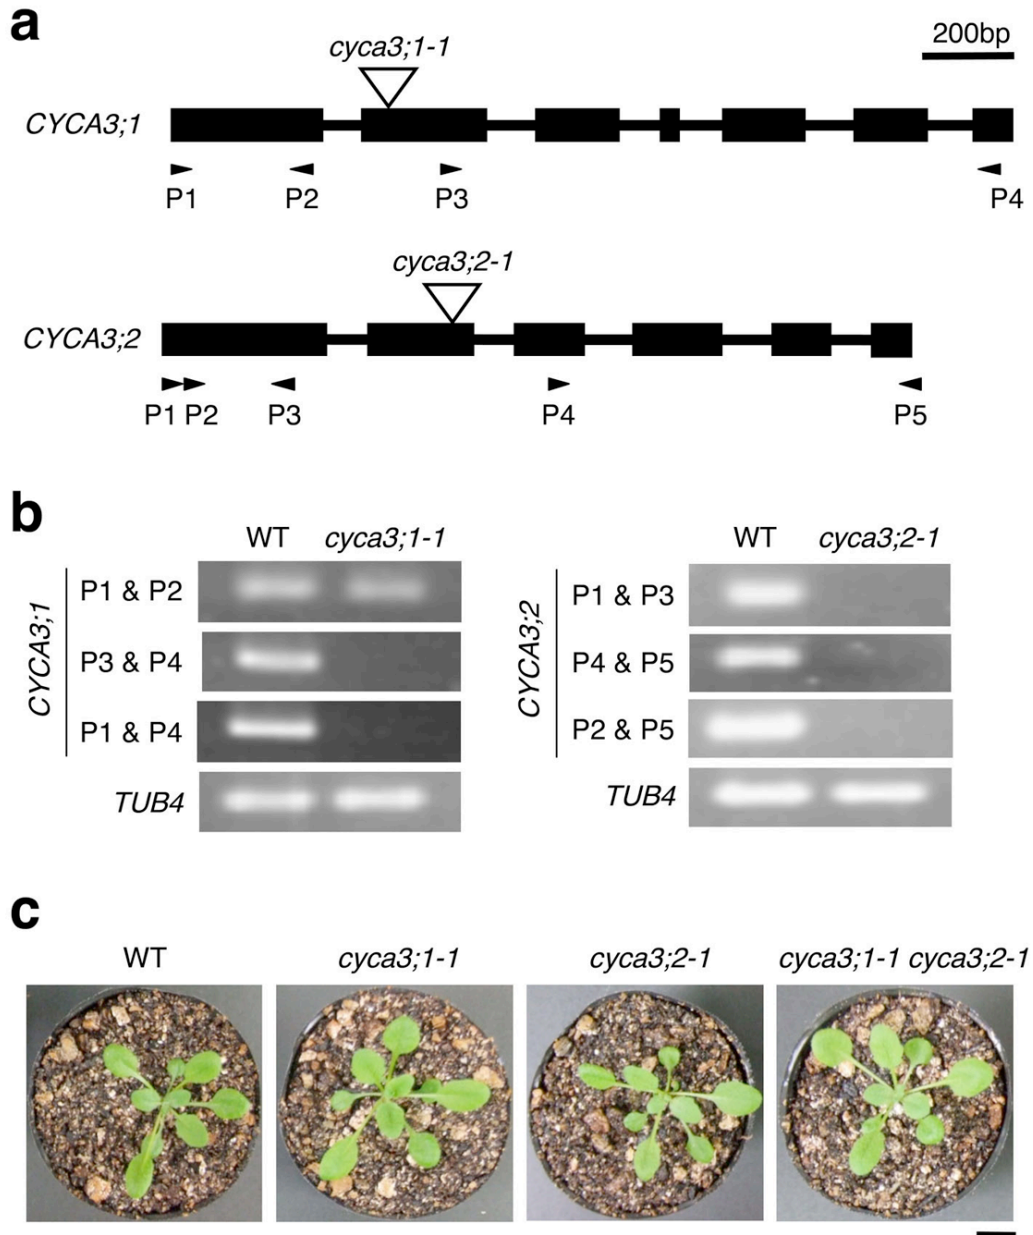 a
200bp
cyca3;1-1
CYCA3;1
P1 P2 P3 P4
cyca3;2-1
CYCA3;2
P1 P2 P3 P4 P5
b
WT cyca3;1-1
CYCA3;1
P1 & P2
P3 & P4
P1 & P4
TUB4
WT cyca3;2-1
CYCA3;2
P1 & P3
P4 & P5
P2 & P5
TUB4
c
WT cyca3;1-1 cyca3;2-1 cyca3;1-1 cyca3;2-1